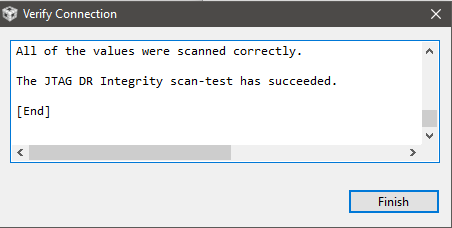 Verify Connection
All of the values were scanned correctly.
The JTAG DR Integrity scan-test has succeeded.
[End]
Finish